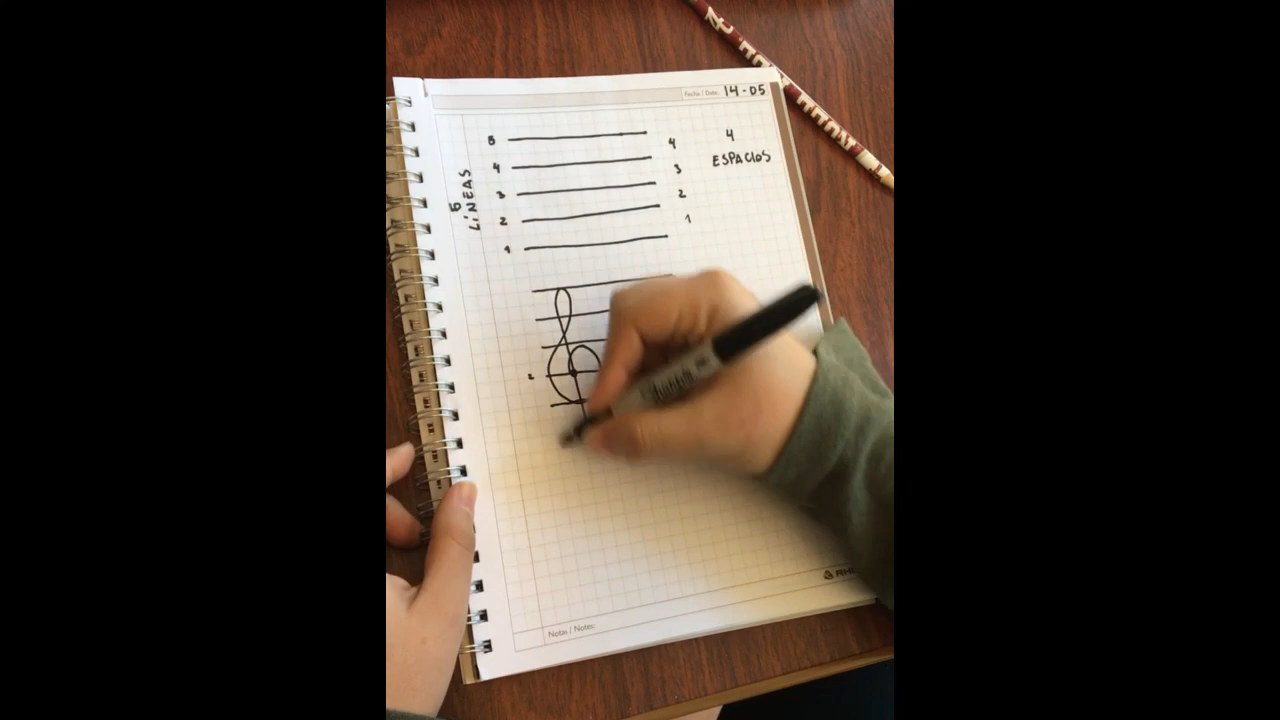 Fecha / Date: 14-05
5 4
4 3
3 2
2 1
1
4
ESPACIOS
5
LÍNEAS
2
Notas / Notes: